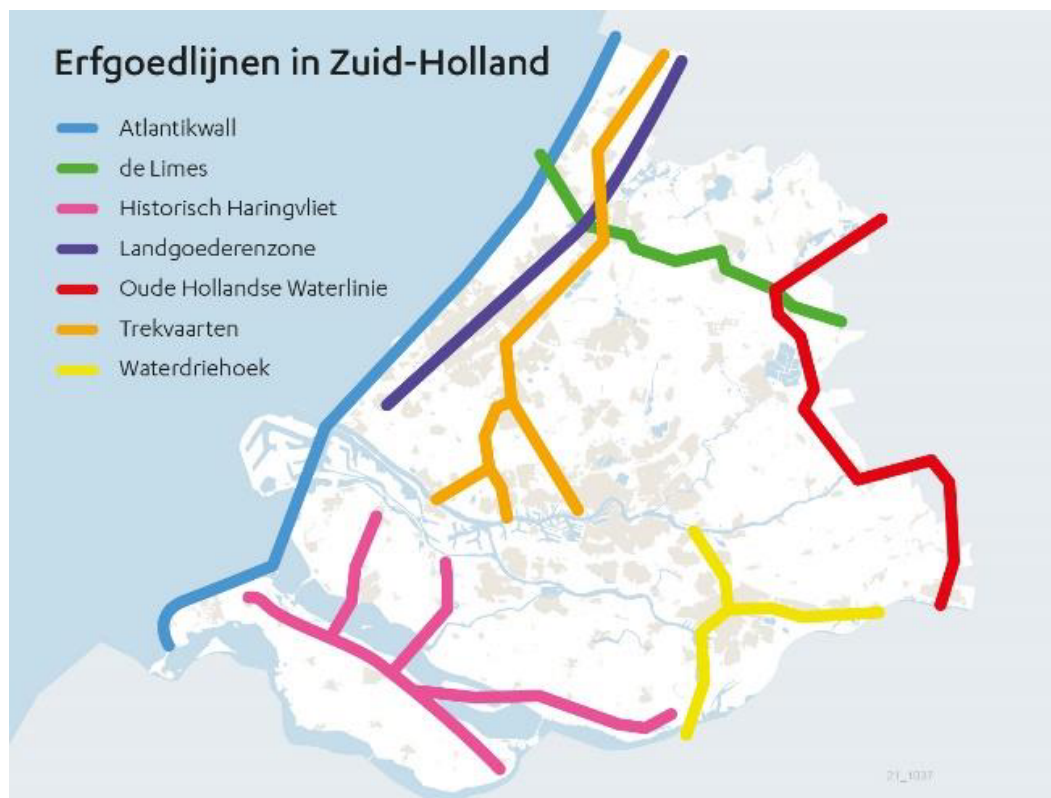 Erfgoedlijnen in Zuid-Holland
Atlantikwall
de Limes
Historisch Haringvliet
Landgoederenzone
Oude Hollandse Waterlinie
Trekvaarten
Waterdriehoek
21_1037